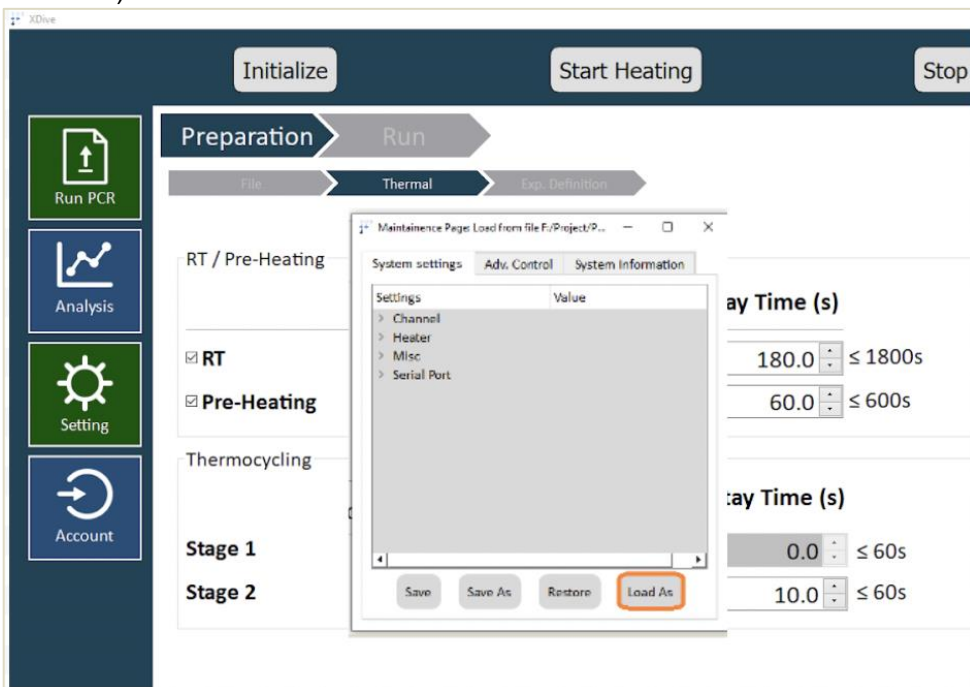 XDive
Initialize
Start Heating
Stop
Preparation
Run
File
Thermal
Exp. Definition
Run PCR
Analysis
Setting
Account
RT / Pre-Heating
ay Time (s)
RT
180.0
≤ 1800s
Pre-Heating
60.0
≤ 600s
Thermocycling
tay Time (s)
Stage 1
0.0
≤ 60s
Stage 2
10.0
≤ 60s
Maintainence Page: Load from file F:/Project/P...
System settings
Adv. Control
System Information
Settings
Value
Channel
Heater
Misc
Serial Port
Save
Save As
Restore
Load As